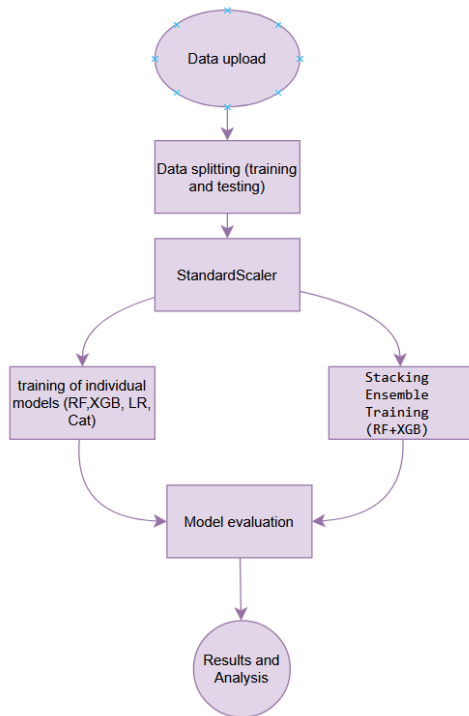 Data upload
Data splitting (training
and testing)
StandardScaler
training of individual
models (RF,XGB, LR,
Cat)
Stacking
Ensemble
Training
(RF+XGB)
Model evaluation
Results and
Analysis